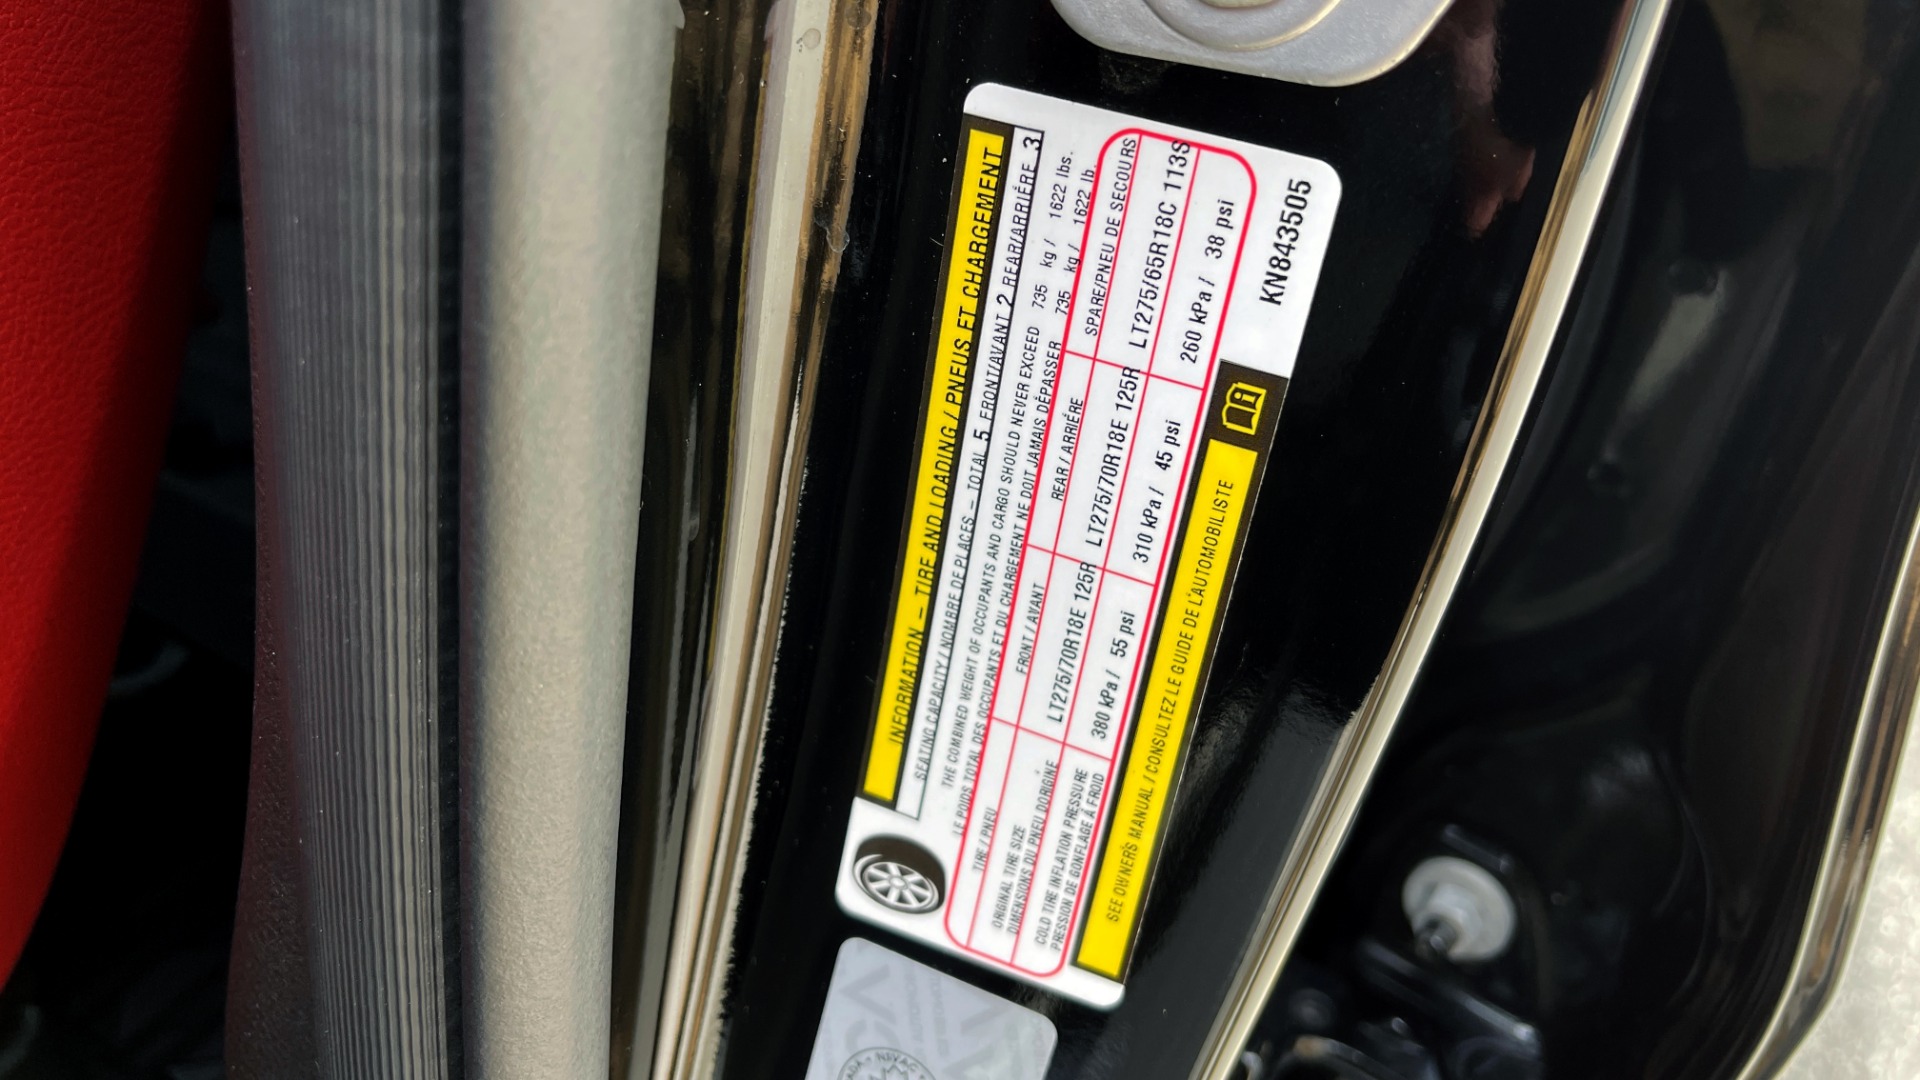 INFORMATION – TIRE AND LOADING / PNEUS ET CHARGEMENT
SEATING CAPACITY / NOMBRE DE PLACES – TOTAL 5 FRONT/AVANT 2 REAR/ARRIÉRE 3
THE COMBINED WEIGHT OF OCCUPANTS AND CARGO SHOULD NEVER EXCEED 735 kg / 1622 lbs.
LE POIDS TOTAL DES OCCUPANTS ET DU CHARGEMENT NE DOIT JAMAIS DÉPASSER 735 kg / 1622 lb.
TIRE / PNEU FRONT / AVANT REAR / ARRIÉRE SPARE/PNEU DE SECOURS
ORIGINAL TIRE SIZE
DIMENSIONS DU PNEU D'ORIGINE
LT275/70R18E 125R LT275/70R18E 125R LT275/65R18C 113S
COLD TIRE INFLATION PRESSURE
PRESSION DE GONFLAGE À FROID
380 kPa / 55 psi 310 kPa / 45 psi 260 kPa / 38 psi
SEE OWNER'S MANUAL / CONSULTEZ LE GUIDE DE L'AUTOMOBILISTE
KN843505
NSVAC